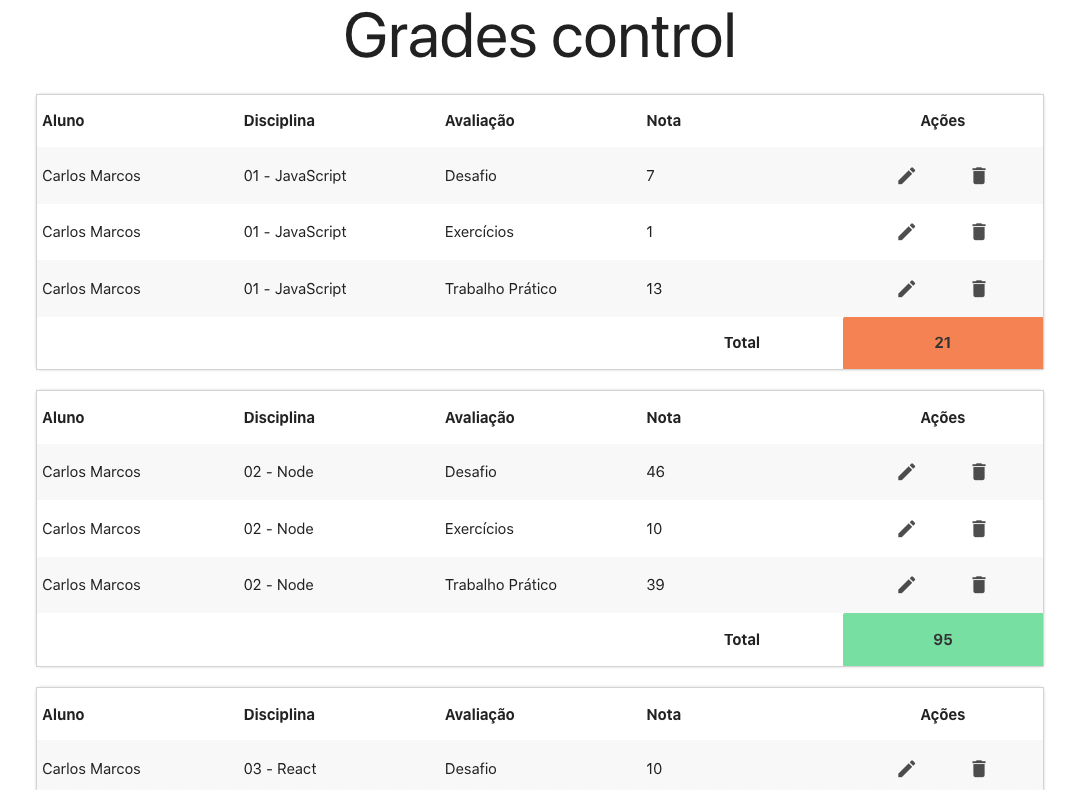 Grades control
Aluno Disciplina Avaliação Nota Ações
Carlos Marcos 01 - JavaScript Desafio 7
Carlos Marcos 01 - JavaScript Exercícios 1
Carlos Marcos 01 - JavaScript Trabalho Prático 13
Total 21
Aluno Disciplina Avaliação Nota Ações
Carlos Marcos 02 - Node Desafio 46
Carlos Marcos 02 - Node Exercícios 10
Carlos Marcos 02 - Node Trabalho Prático 39
Total 95
Aluno Disciplina Avaliação Nota Ações
Carlos Marcos 03 - React Desafio 10